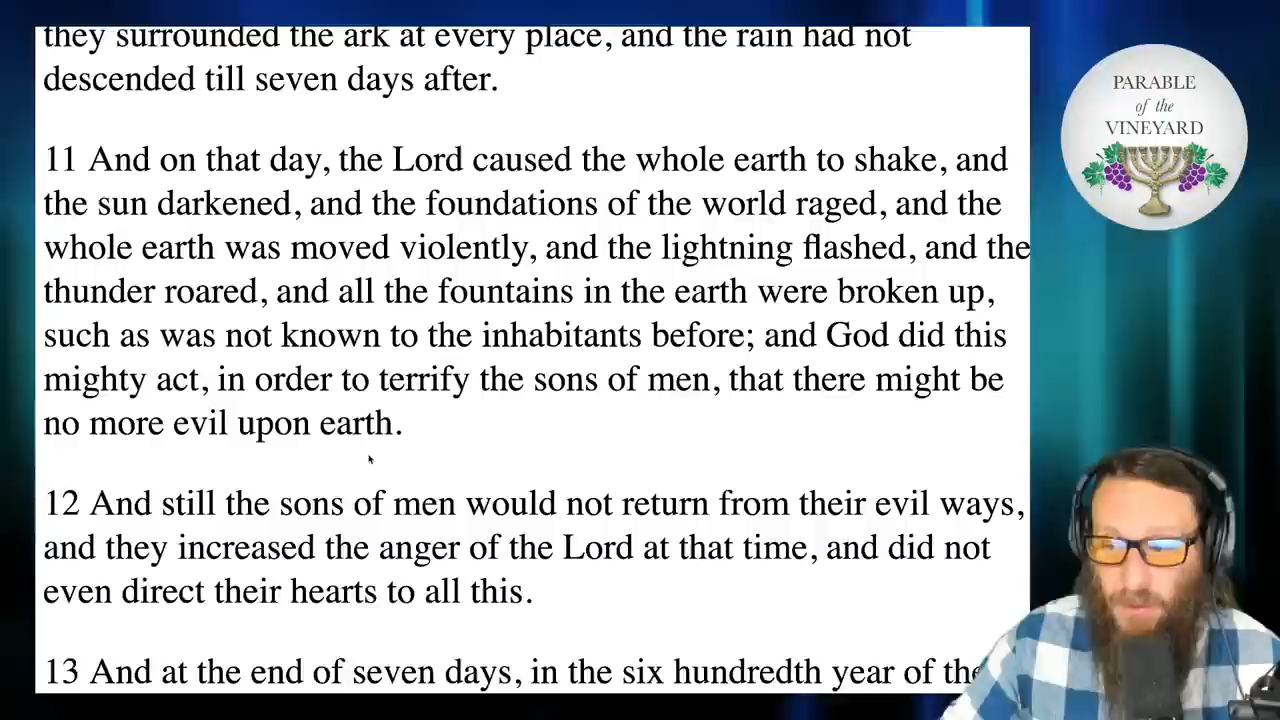 they surrounded the ark at every place, and the rain had not
descended till seven days after.
11 And on that day, the Lord caused the whole earth to shake, and
the sun darkened, and the foundations of the world raged, and the
whole earth was moved violently, and the lightning flashed, and the
thunder roared, and all the fountains in the earth were broken up,
such as was not known to the inhabitants before; and God did this
mighty act, in order to terrify the sons of men, that there might be
no more evil upon earth.
12 And still the sons of men would not return from their evil ways,
and they increased the anger of the Lord at that time, and did not
even direct their hearts to all this.
13 And at the end of seven days, in the six hundredth year of the
PARABLE
of the
VINEYARD